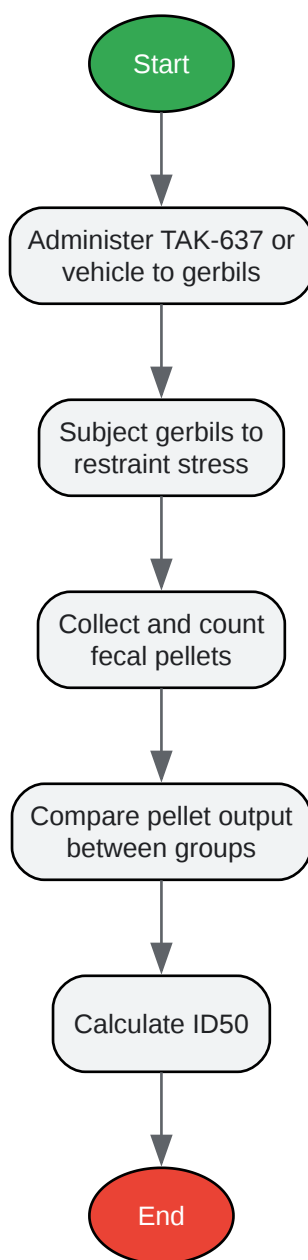 Start
Administer TAK-637 or
vehicle to gerbils
Subject gerbils to
restraint stress
Collect and count
fecal pellets
Compare pellet output
between groups
Calculate ID50
End